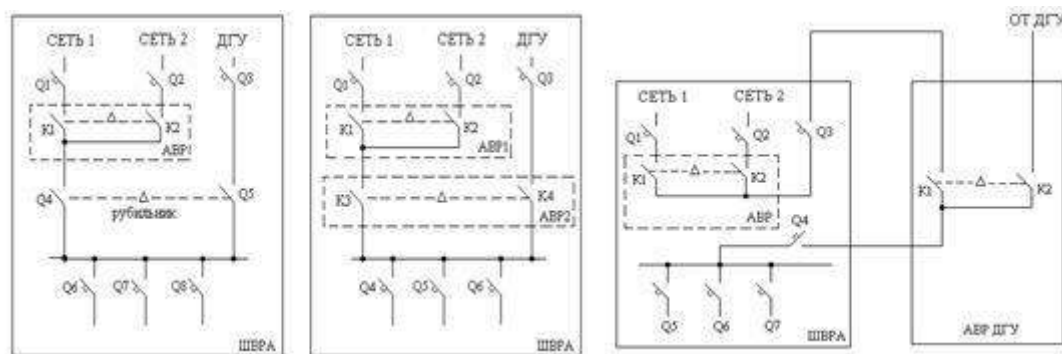 СЕТЬ 1 СЕТЬ 2 ДГУ
Q1 Q2 Q3
K1 K2
АВР1
Q4 Q5
рубильник
Q6 Q7 Q8
ШВРА
СЕТЬ 1 СЕТЬ 2 ДГУ
Q1 Q2 Q3
K1 K2
АВР1
K3 K4
АВР2
Q4 Q5 Q6
ШВРА
ОТ ДГУ
СЕТЬ 1 СЕТЬ 2
Q1 Q2 Q3
K1 K2
АВР
K1 K2
Q4
Q5 Q6 Q7
ШВРА
АВР ДГУ